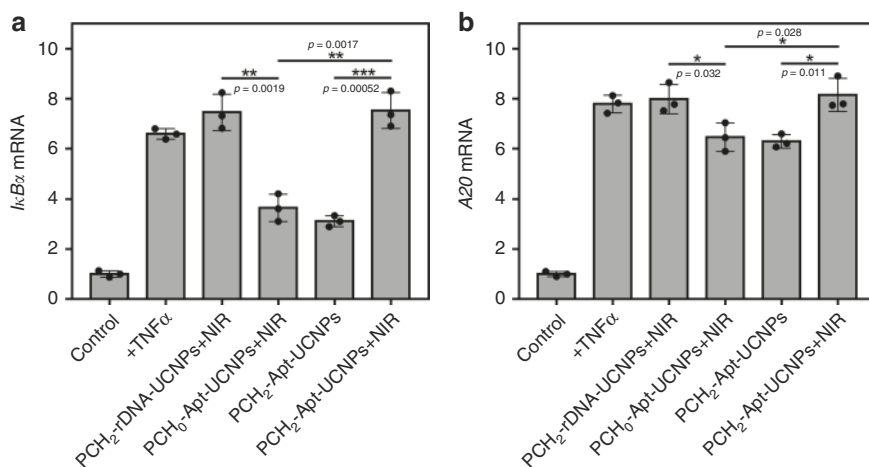 a
IκBα mRNA
10
8
6
4
2
0
p = 0.0017
**
**
***
p = 0.0019
p = 0.00052
Control
+TNFα
PCH₂-rDNA-UCNPs+NIR
PCH₀-Apt-UCNPs+NIR
PCH₂-Apt-UCNPs
PCH₂-Apt-UCNPs+NIR
b
A20 mRNA
10
8
6
4
2
0
p = 0.028
*
*
*
p = 0.032
p = 0.011
Control
+TNFα
PCH₂-rDNA-UCNPs+NIR
PCH₀-Apt-UCNPs+NIR
PCH₂-Apt-UCNPs
PCH₂-Apt-UCNPs+NIR